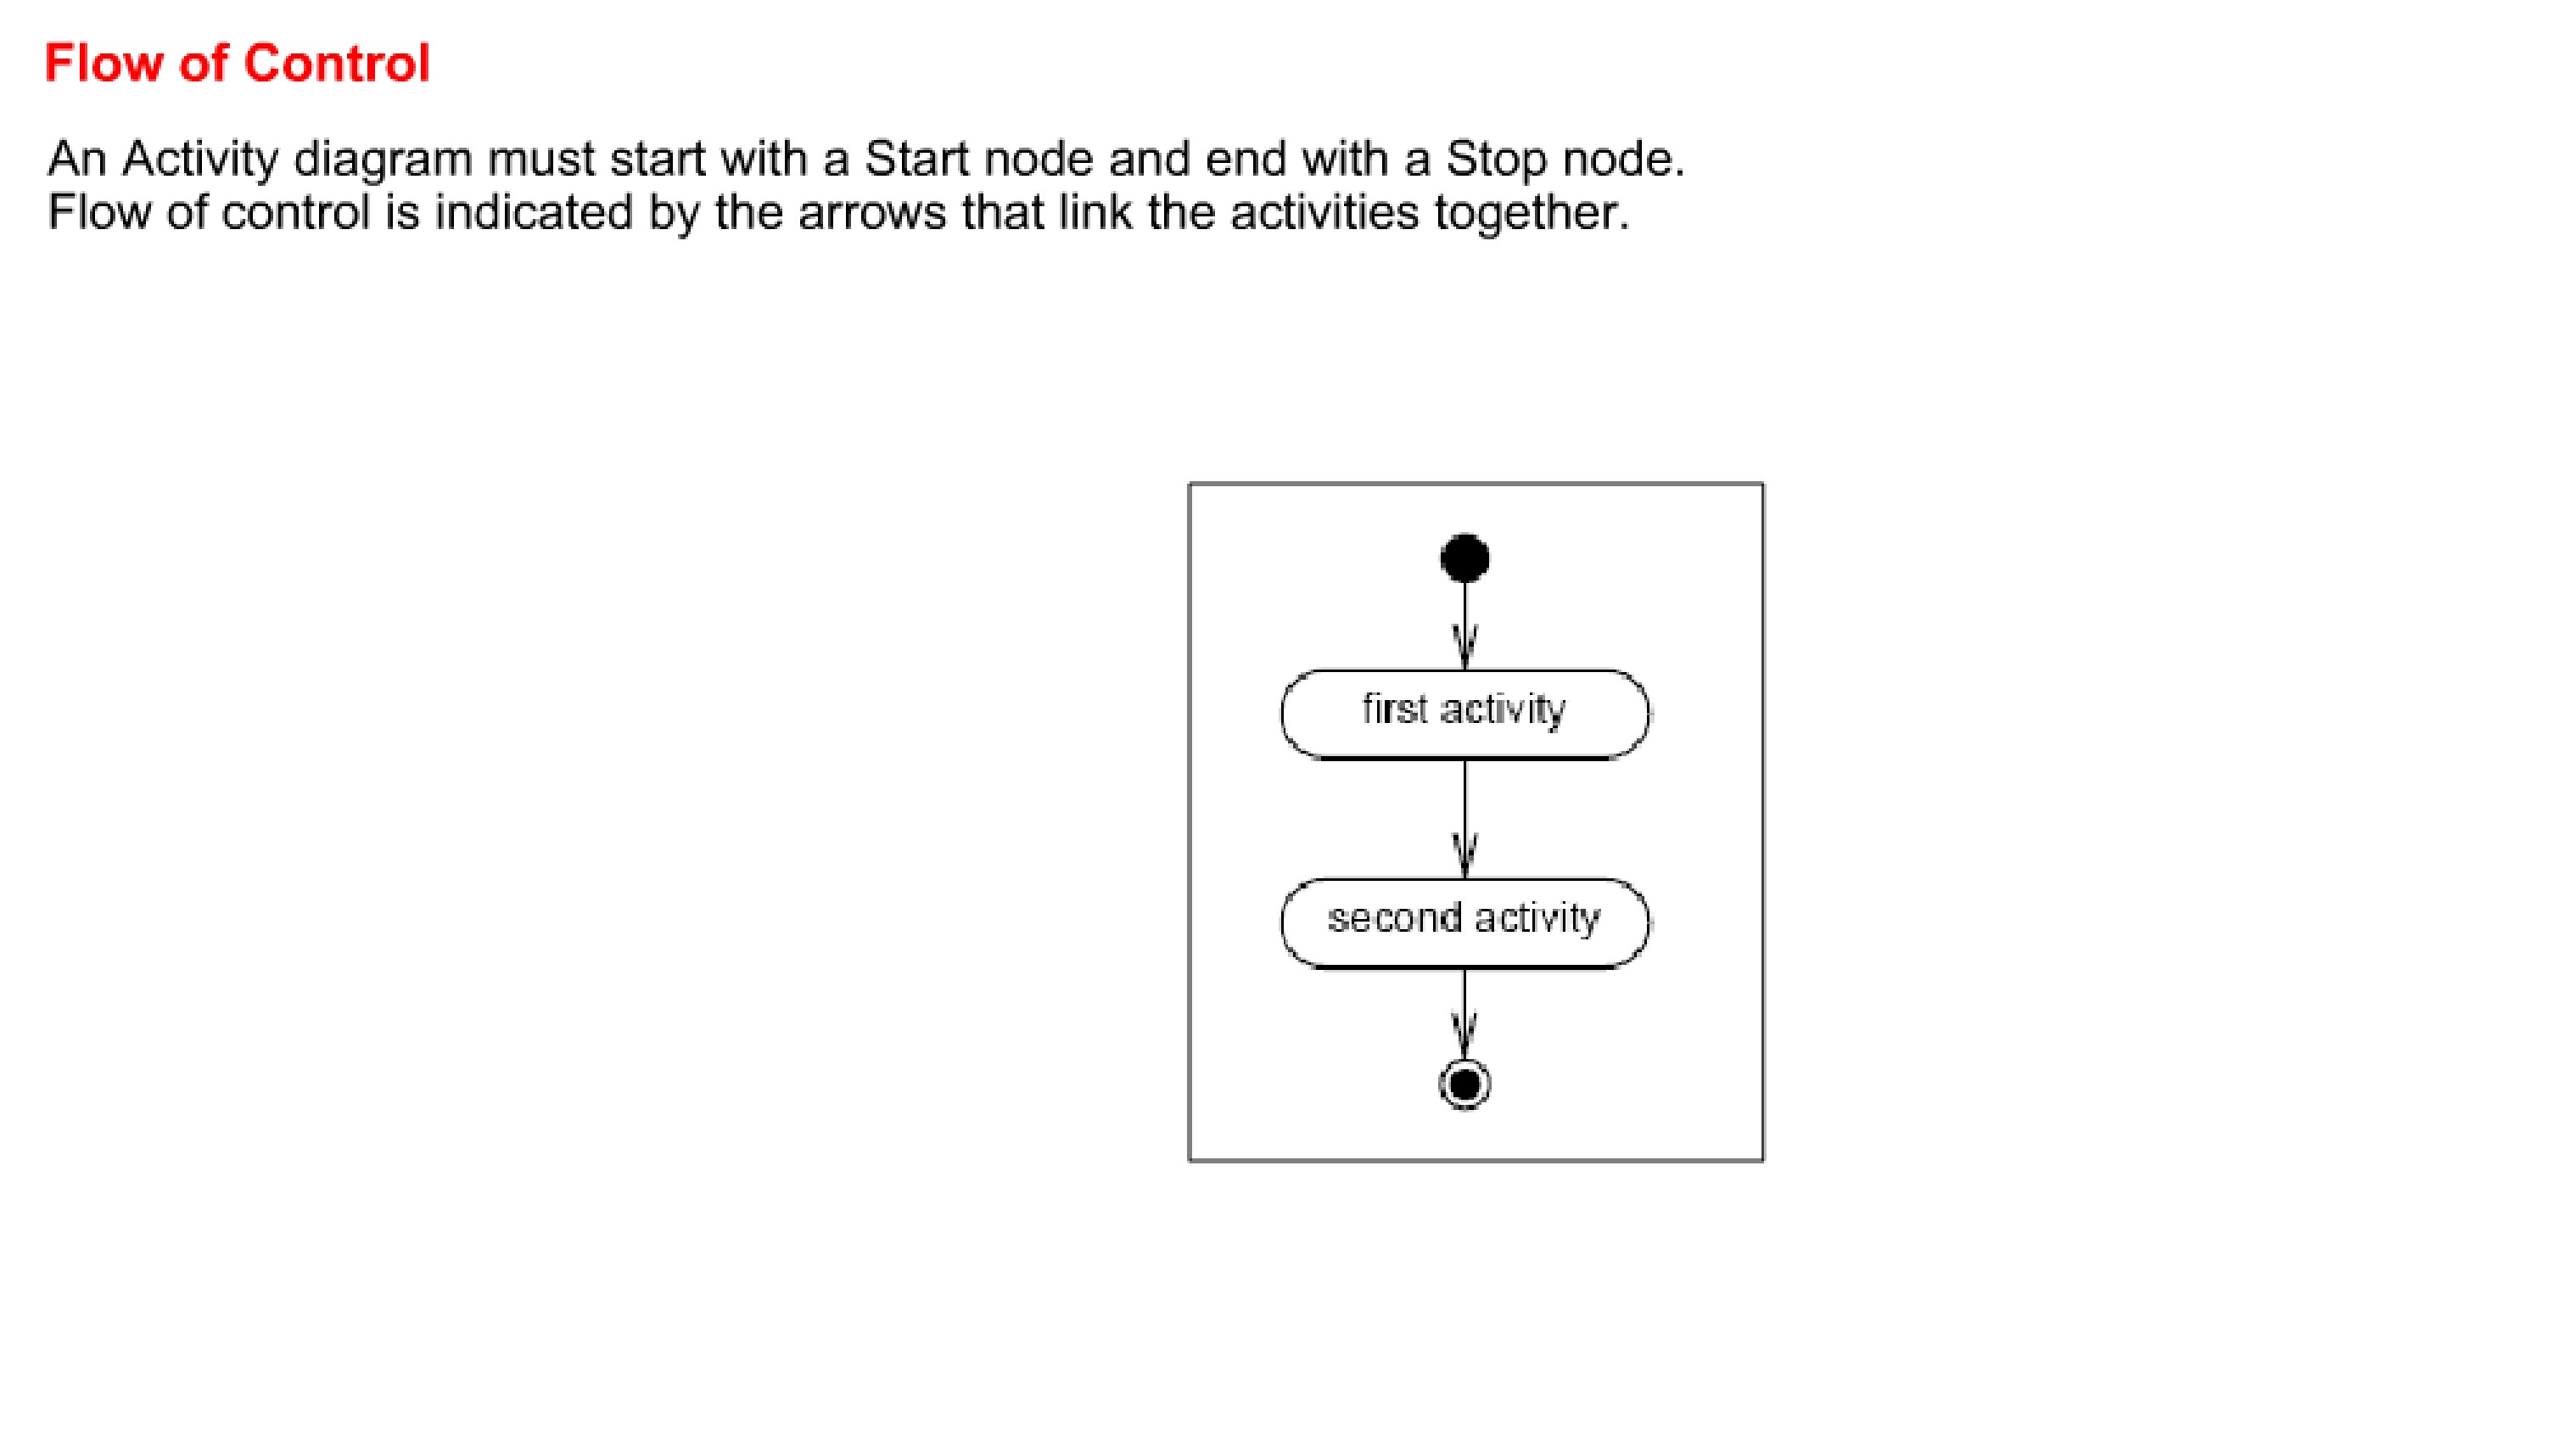 Flow of Control
An Activity diagram must start with a Start node and end with a Stop node.
Flow of control is indicated by the arrows that link the activities together.
first activity
second activity